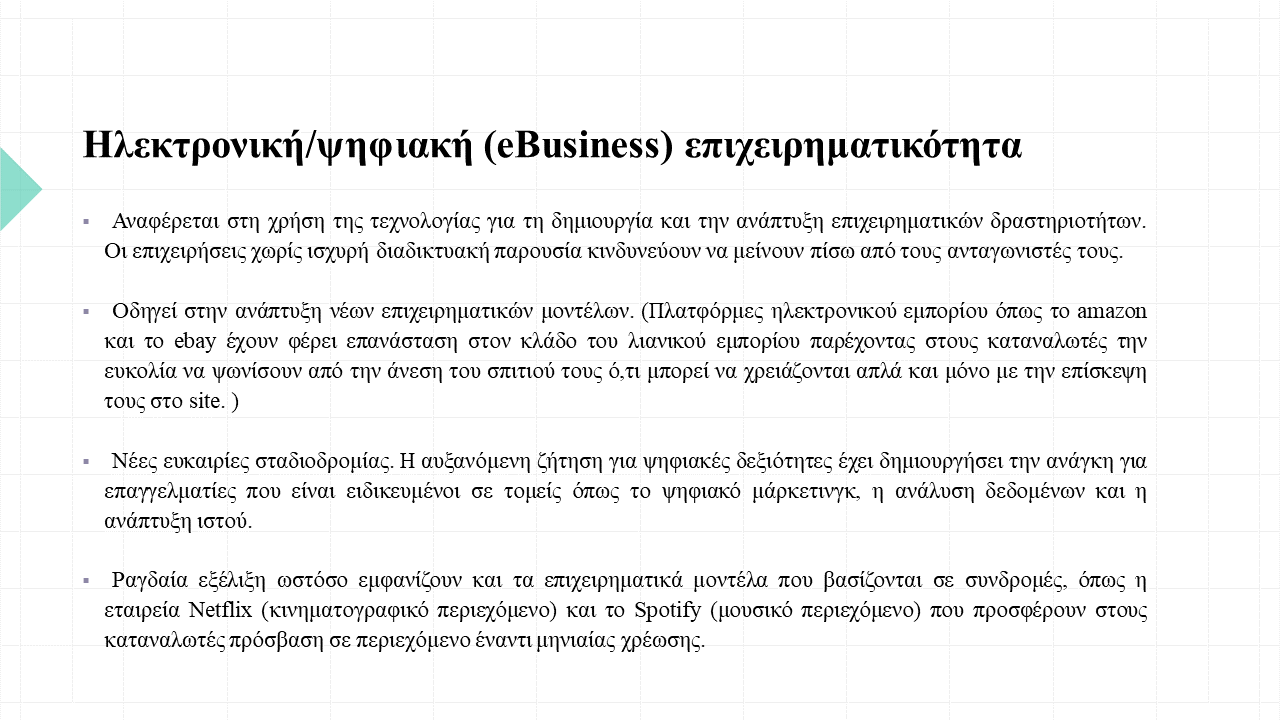 Ηλεκτρονική/ψηφιακή (eBusiness) επιχειρηματικότητα
▪ Αναφέρεται στη χρήση της τεχνολογίας για τη δημιουργία και την ανάπτυξη επιχειρηματικών δραστηριοτήτων.
Οι επιχειρήσεις χωρίς ισχυρή διαδικτυακή παρουσία κινδυνεύουν να μείνουν πίσω από τους ανταγωνιστές τους.
▪ Οδηγεί στην ανάπτυξη νέων επιχειρηματικών μοντέλων. (Πλατφόρμες ηλεκτρονικού εμπορίου όπως το amazon
και το ebay έχουν φέρει επανάσταση στον κλάδο του λιανικού εμπορίου παρέχοντας στους καταναλωτές την
ευκολία να ψωνίσουν από την άνεση του σπιτιού τους ό,τι μπορεί να χρειάζονται απλά και μόνο με την επίσκεψη
τους στο site. )
▪ Νέες ευκαιρίες σταδιοδρομίας. Η αυξανόμενη ζήτηση για ψηφιακές δεξιότητες έχει δημιουργήσει την ανάγκη για
επαγγελματίες που είναι ειδικευμένοι σε τομείς όπως το ψηφιακό μάρκετινγκ, η ανάλυση δεδομένων και η
ανάπτυξη ιστού.
▪ Ραγδαία εξέλιξη ωστόσο εμφανίζουν και τα επιχειρηματικά μοντέλα που βασίζονται σε συνδρομές, όπως η
εταιρεία Netflix (κινηματογραφικό περιεχόμενο) και το Spotify (μουσικό περιεχόμενο) που προσφέρουν στους
καταναλωτές πρόσβαση σε περιεχόμενο έναντι μηνιαίας χρέωσης.